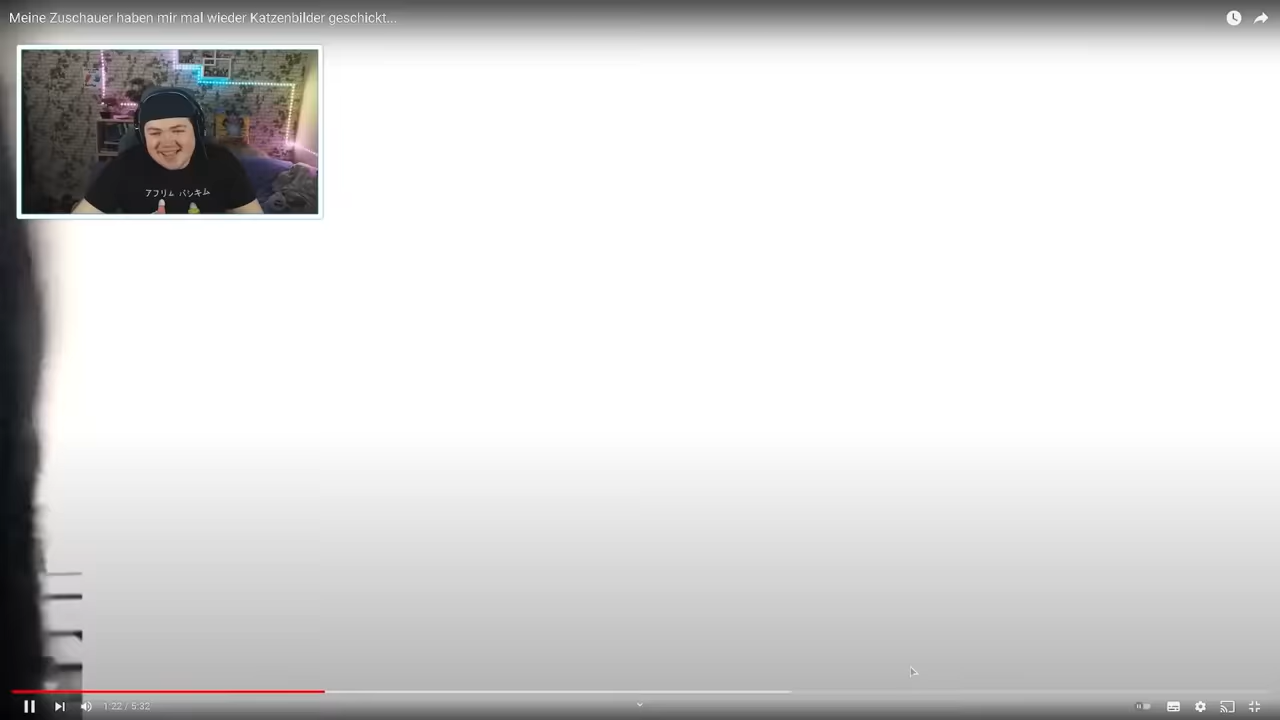 Meine Zuschauer haben mir mal wieder Katzenbilder geschickt...
アフリム バシキム
1:22 / 5:32